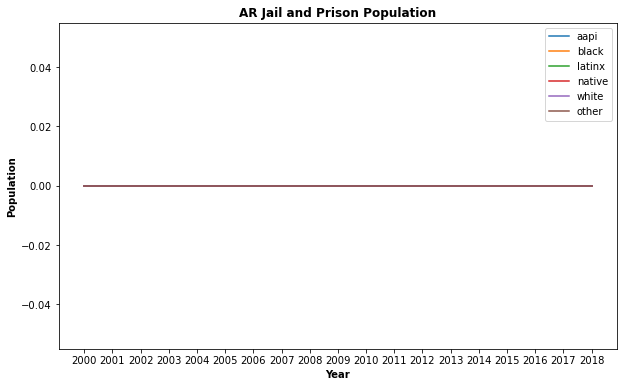 AR Jail and Prison Population
aapi
black
latinx
native
white
other
0.04
0.02
0.00
−0.02
−0.04
Population
2000 2001 2002 2003 2004 2005 2006 2007 2008 2009 2010 2011 2012 2013 2014 2015 2016 2017 2018
Year